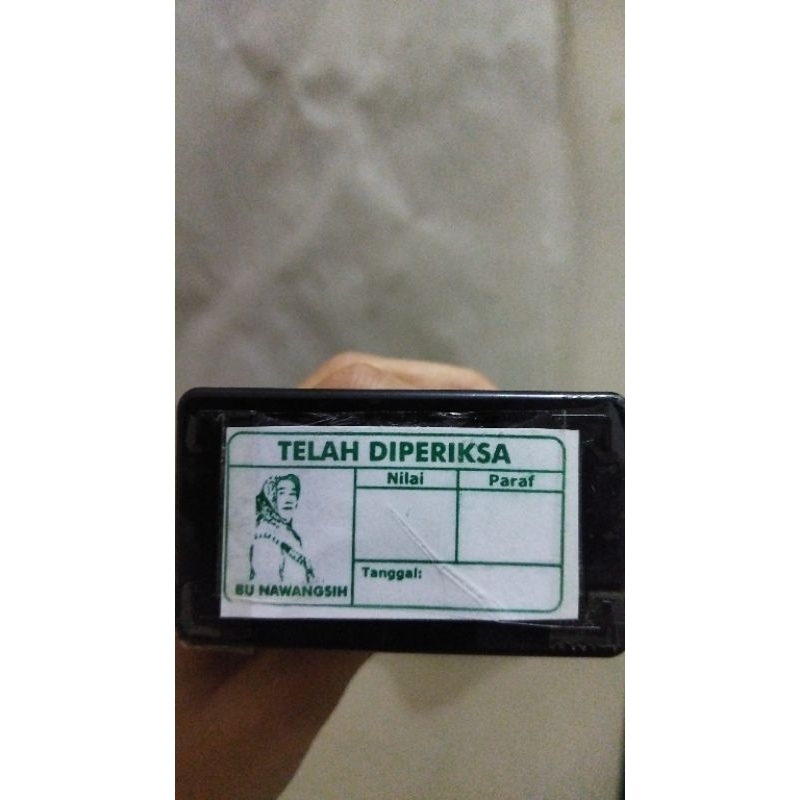 TELAH DIPERIKSA
Nilai Paraf
Tanggal:
BU NAWANGSIH